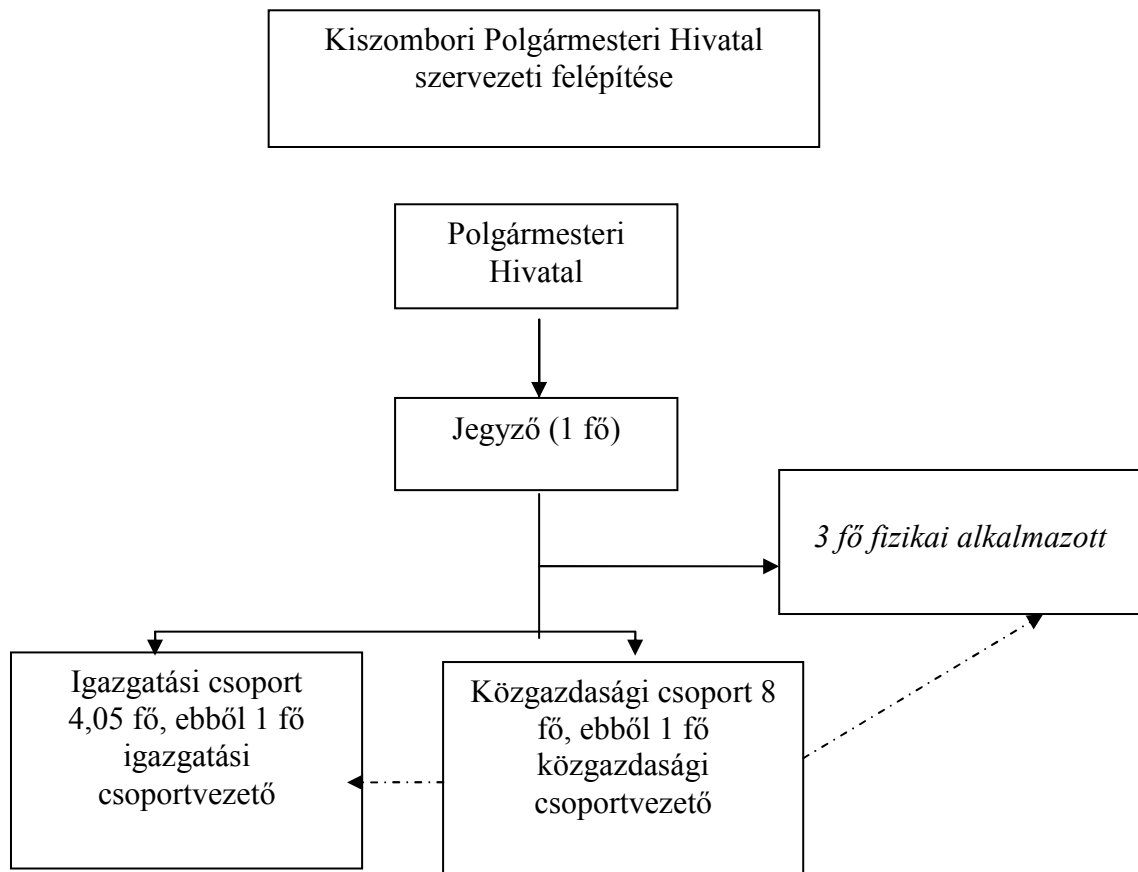 Kiszombori Polgármesteri Hivatal
szervezeti felépítése
Polgármesteri
Hivatal
Jegyző (1 fő)
3 fő fizikai alkalmazott
Igazgatási csoport
4,05 fő, ebből 1 fő
igazgatási
csoportvezető
Közgazdasági csoport 8
fő, ebből 1 fő
közgazdasági
csoportvezető